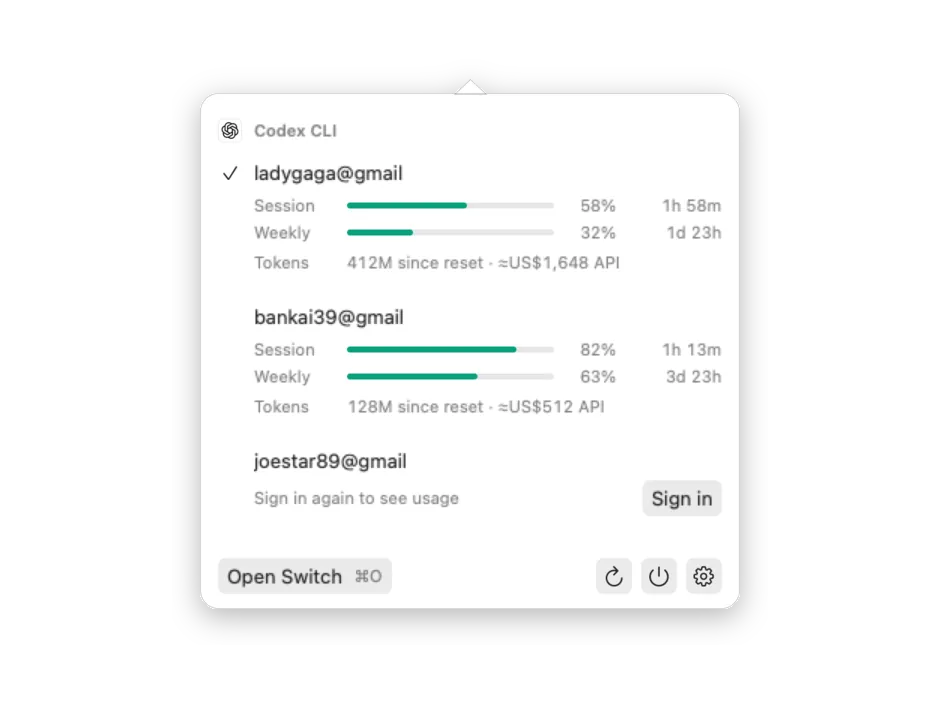 Codex CLI
✓ ladygaga@gmail
Session 58% 1h 58m
Weekly 32% 1d 23h
Tokens 412M since reset · ≈US$1,648 API
bankai39@gmail
Session 82% 1h 13m
Weekly 63% 3d 23h
Tokens 128M since reset · ≈US$512 API
joestar89@gmail
Sign in again to see usage Sign in
Open Switch ⌘O